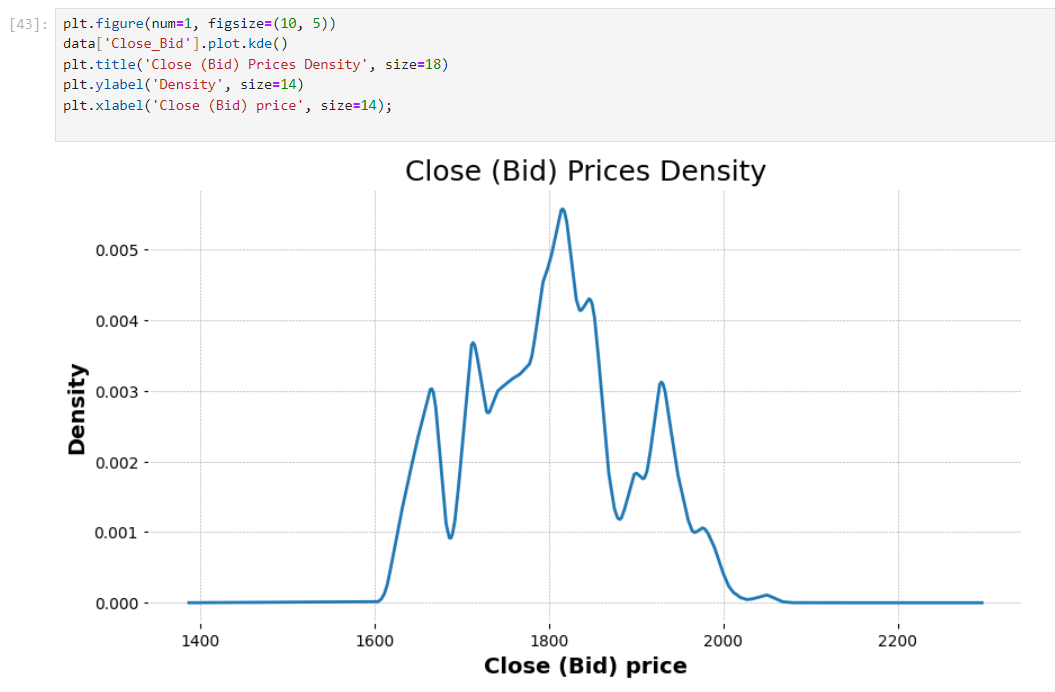 [43]: plt.figure(num=1, figsize=(10, 5))
data['Close_Bid'].plot.kde()
plt.title('Close (Bid) Prices Density', size=18)
plt.ylabel('Density', size=14)
plt.xlabel('Close (Bid) price', size=14);
Close (Bid) Prices Density
0.005
0.004
0.003
0.002
0.001
0.000
Density
1400 1600 1800 2000 2200
Close (Bid) price